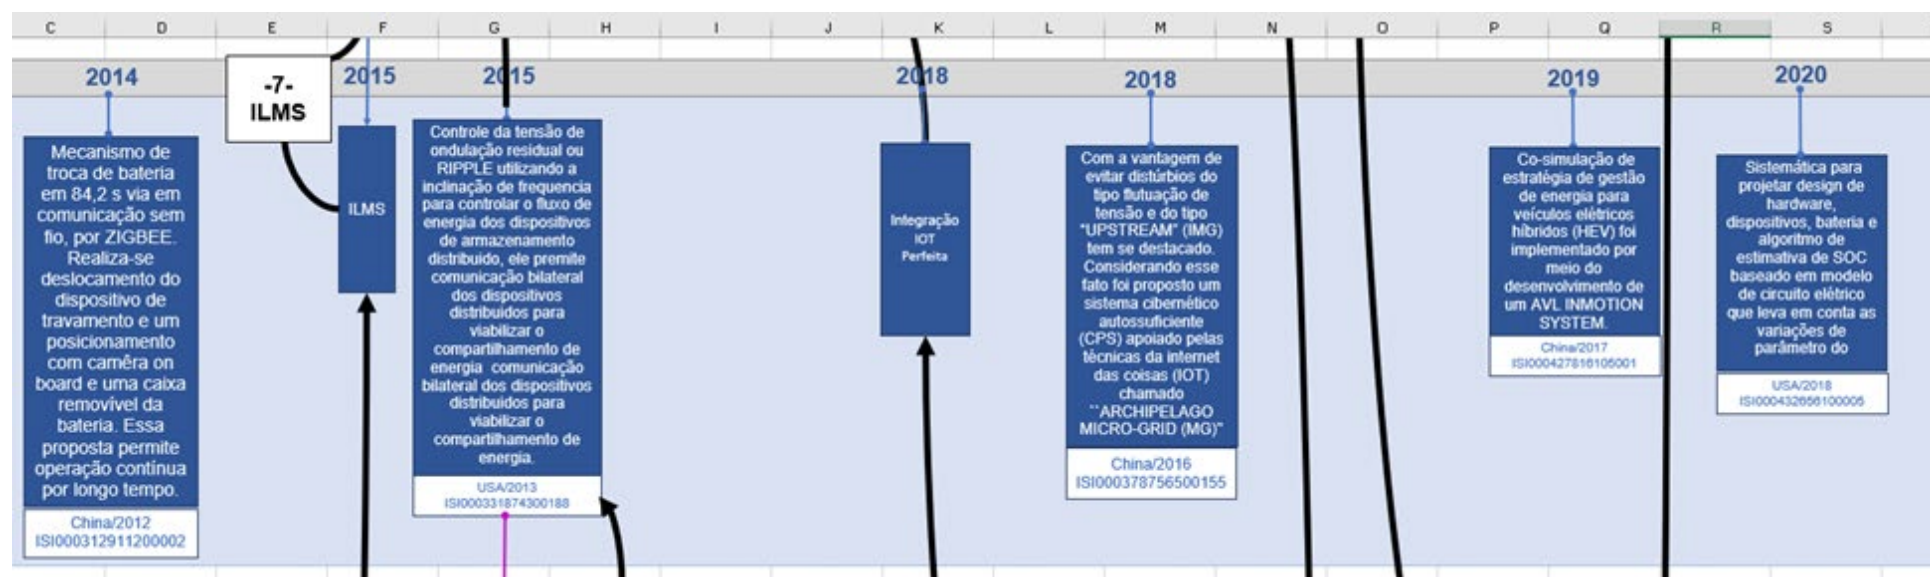 C D E F G H I J K L M N O P Q R S
2014 2015 2015 2018 2018 2019 2020
-7-
ILMS
Mecanismo de
troca de bateria
em 84,2 s via em
comunicação sem
fio, por ZIGBEE.
Realiza-se
deslocamento do
dispositivo de
travamento e um
posicionamento
com camêra on
board e uma caixa
removível da
bateria. Essa
proposta permite
operação contínua
por longo tempo.
China/2012
ISI000312911200002
ILMS
Controle da tensão de
ondulação residual ou
RIPPLE utilizando a
inclinação de frequencia
para controlar o fluxo de
energia dos dispositivos
de armazenamento
distribuido, ele premite
comunicação bilateral
dos dispositivos
distribuidos para
viabilizar o
compartilhamento de
energia comunicação
bilateral dos dispositivos
distribuidos para
viabilizar o
compartilhamento de
energia.
USA/2013
ISI000331874300188
Integração
IOT
Perfeita
Com a vantagem de
evitar distúrbios do
tipo flutuação de
tensão e do tipo
"UPSTREAM" (IMG)
tem se destacado.
Considerando esse
fato foi proposto um
sistema cibernético
autossuficiente
(CPS) apoiado pelas
técnicas da internet
das coisas (IOT)
chamado
``ARCHIPELAGO
MICRO-GRID (MG)"
China/2016
ISI000378756500155
Co-simulação de
estratégia de gestão
de energia para
veículos elétricos
híbridos (HEV) foi
implementado por
meio do
desenvolvimento de
um AVL INMOTION
SYSTEM.
China/2017
ISI000427816105001
Sistemática para
projetar design de
hardware,
dispositivos, bateria e
algoritmo de
estimativa de SOC
baseado em modelo
de circuito elétrico
que leva em conta as
variações de
parâmetro do
USA/2018
ISI000432656100005